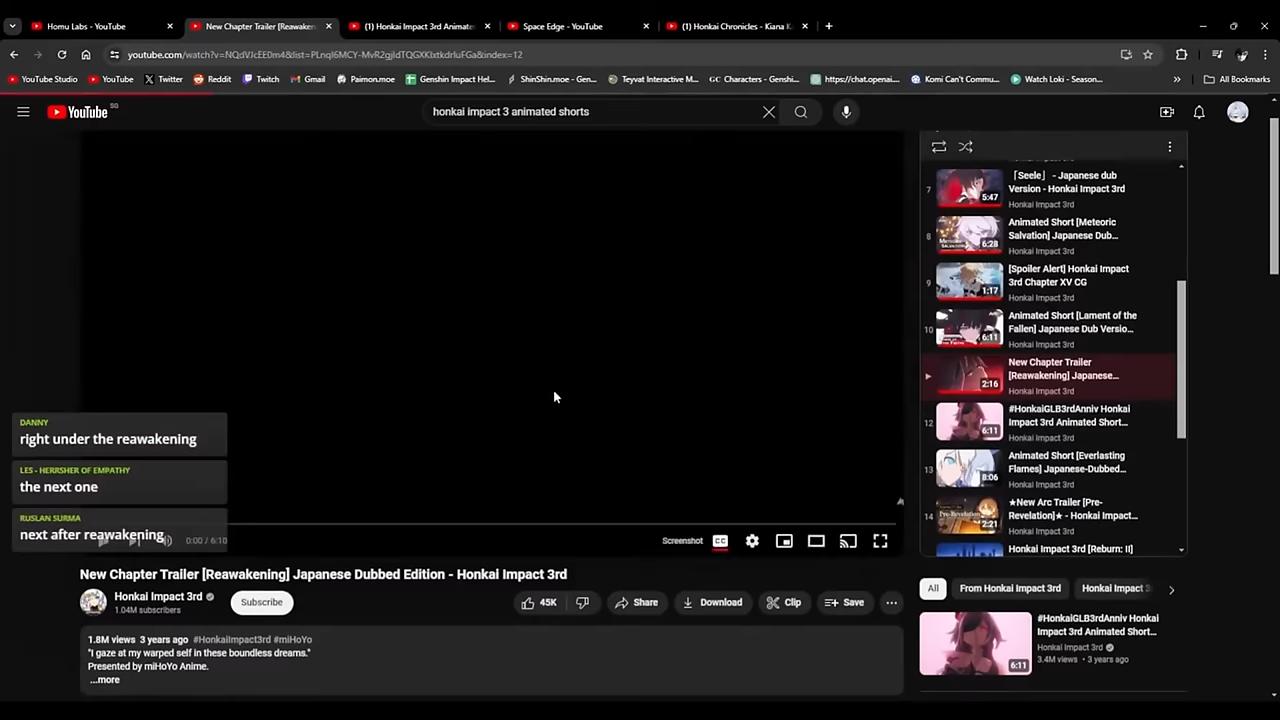 Homu Labs - YouTube
New Chapter Trailer [Reawaken
(1) Honkai Impact 3rd Animate
Space Edge - YouTube
(1) Honkai Chronicles - Kiana K
youtube.com/watch?v=
YouTube Studio
YouTube
Twitter
Reddit
Twitch
Gmail
Paimon.moe
Genshin Impact Hel...
ShinShin.moe - Gen...
Teyvat Interactive M...
GC Characters - Genshi...
https://chat.openai...
Komi Can't Commu...
Watch Loki - Season...
All Bookmarks
YouTube SG
honkai impact 3 animated shorts
7
「Seele」 - Japanese dub
Version - Honkai Impact 3rd
Honkai Impact 3rd
5:47
8
Animated Short [Meteoric
Salvation] Japanese Dub...
Honkai Impact 3rd
6:28
9
[Spoiler Alert] Honkai Impact
3rd Chapter XV CG
Honkai Impact 3rd
1:17
10
Animated Short [Lament of the
Fallen] Japanese Dub Versio...
Honkai Impact 3rd
6:11
New Chapter Trailer
[Reawakening] Japanese...
Honkai Impact 3rd
2:16
12
#HonkaiGLB3rdAnniv Honkai
Impact 3rd Animated Short...
Honkai Impact 3rd
6:11
13
Animated Short [Everlasting
Flames] Japanese-Dubbed...
Honkai Impact 3rd
8:06
14
★New Arc Trailer [Pre-
Revelation]★ - Honkai Impact...
Honkai Impact 3rd
2:21
Honkai Impact 3rd [Reburn: II]
DANNY
right under the reawakening
LES - HERRSHER OF EMPATHY
the next one
RUSLAN SURMA
next after reawakening
0:00 / 6:10
Screenshot
CC
New Chapter Trailer [Reawakening] Japanese Dubbed Edition - Honkai Impact 3rd
Honkai Impact 3rd
1.04M subscribers
Subscribe
45K
Share
Download
Clip
Save
1.8M views 3 years ago #HonkaiImpact3rd #miHoYo
"I gaze at my warped self in these boundless dreams."
Presented by miHoYo Anime.
...more
All
From Honkai Impact 3rd
Honkai Impact 3
#HonkaiGLB3rdAnniv Honkai
Impact 3rd Animated Short...
Honkai Impact 3rd
3.4M views • 3 years ago
6:11